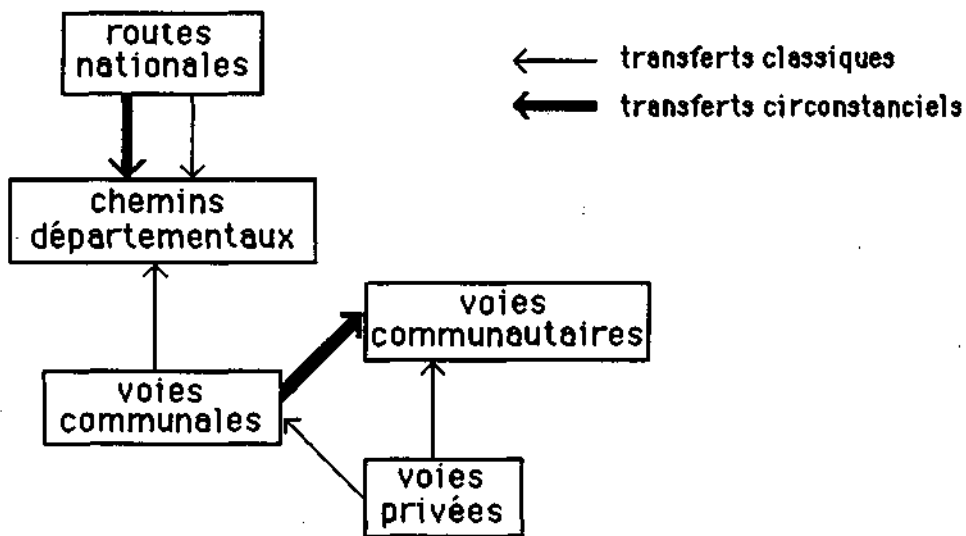 routes
nationales
transferts classiques
transferts circonstanciels
chemins
départementaux
voies
communautaires
voies
communales
voies
privées